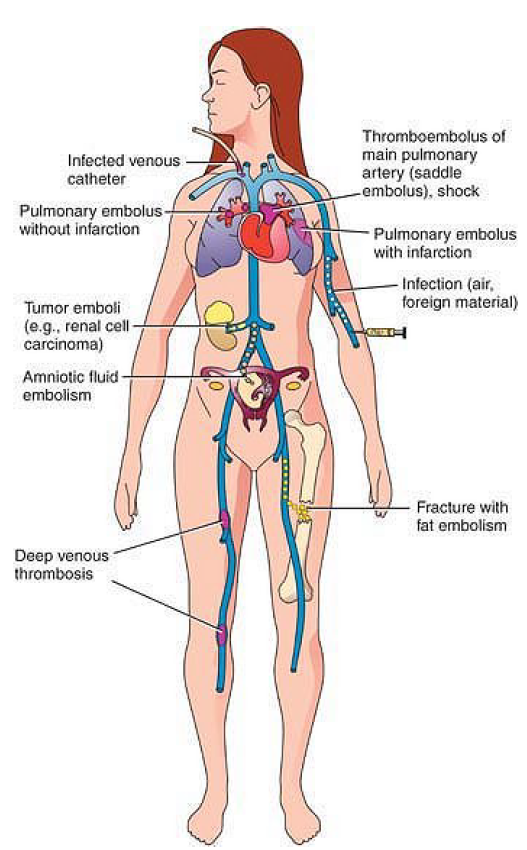 Thromboembolus of
main pulmonary
artery (saddle
embolus), shock
Infected venous
catheter
Pulmonary embolus
without infarction
Pulmonary embolus
with infarction
Infection (air,
foreign material)
Tumor emboli
(e.g., renal cell
carcinoma)
Amniotic fluid
embolism
Fracture with
fat embolism
Deep venous
thrombosis